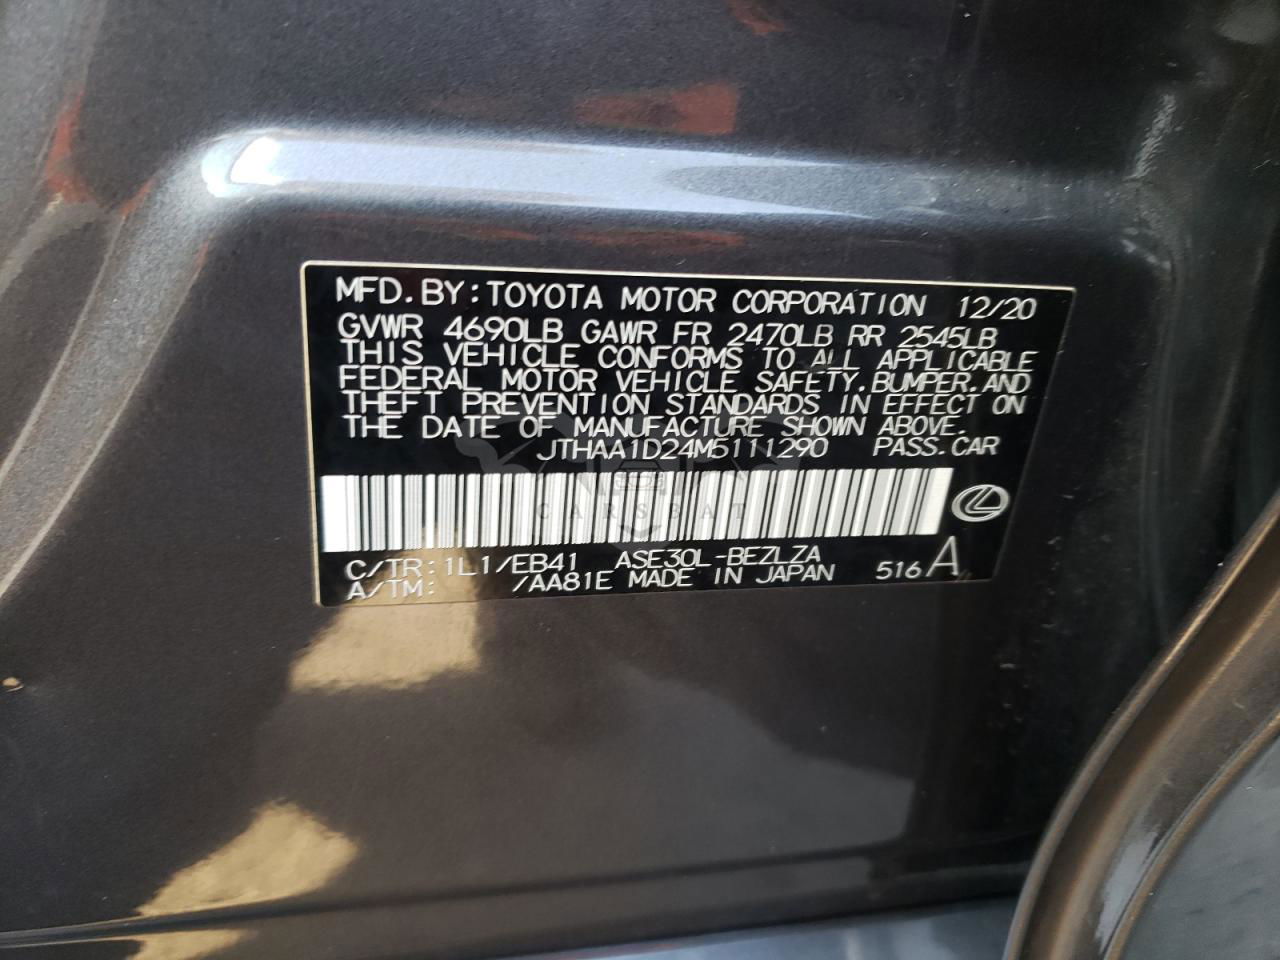 MFD. BY: TOYOTA MOTOR CORPORATION 12/20
GVWR 4690LB GAWR FR 2470LB RR 2545LB
THIS VEHICLE CONFORMS TO ALL APPLICABLE
FEDERAL MOTOR VEHICLE SAFETY, BUMPER, AND
THEFT PREVENTION STANDARDS IN EFFECT ON
THE DATE OF MANUFACTURE SHOWN ABOVE.
JTHAA1D24M5111290 PASS. CAR
CARSBAT
C/TR: 1L1/EB41 ASE30L-BEZLZA
A/TM: /AA81E MADE IN JAPAN 516 A